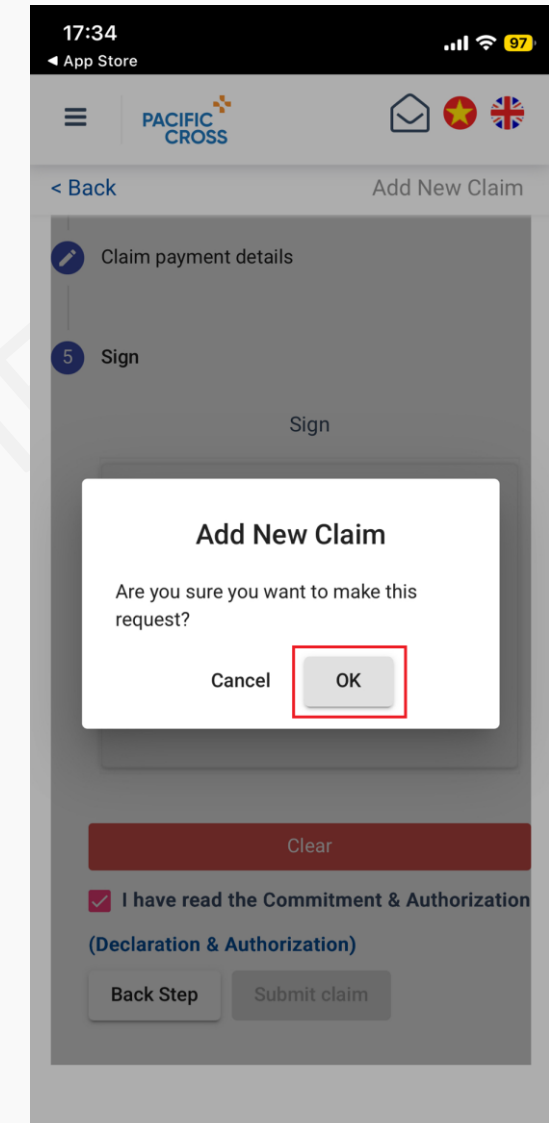 17:34
97
◀ App Store
PACIFIC
CROSS
< Back
Add New Claim
Claim payment details
5
Sign
Sign
Add New Claim
Are you sure you want to make this
request?
Cancel
OK
Clear
I have read the Commitment & Authorization
(Declaration & Authorization)
Back Step
Submit claim